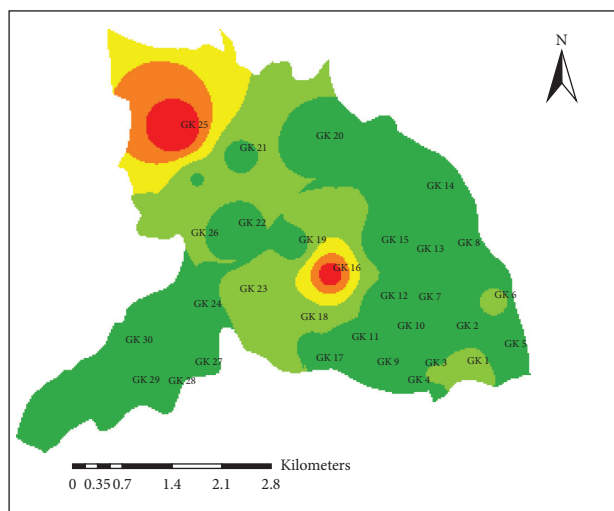 N
GK 25
GK 20
GK 21
GK 14
GK 22
GK 26
GK 19
GK 15
GK 8
GK 13
GK 16
GK 23
GK 12
GK 7
GK 6
GK 24
GK 18
GK 10
GK 2
GK 11
GK 5
GK 30
GK 17
GK 27
GK 9
GK 3
GK 1
GK 29
GK 28
GK 4
Kilometers
0 0.35 0.7 1.4 2.1 2.8